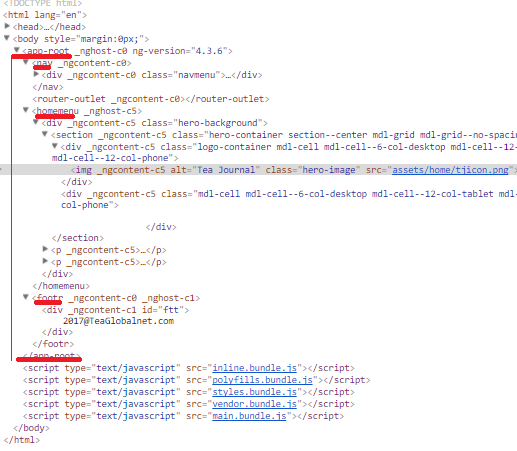 <!DOCTYPE html>
<html lang="en">
<head>…</head>
<body style="margin:0px;">
<app-root _nghost-c0 ng-version="4.3.6">
<nav _ngcontent-c0>
<div _ngcontent-c0 class="navmenu">…</div>
</nav>
<router-outlet _ngcontent-c0></router-outlet>
<homemenu _nghost-c5>
<div _ngcontent-c5 class="hero-background">
<section _ngcontent-c5 class="hero-container section--center mdl-grid mdl-grid--no-spacin
<div _ngcontent-c5 class="logo-container mdl-cell mdl-cell--6-col-desktop mdl-cell--12-
mdl-cell--12-col-phone">
<img _ngcontent-c5 alt="Tea Journal" class="hero-image" src="assets/home/tjicon.png">
</div>
<div _ngcontent-c5 class="mdl-cell mdl-cell--6-col-desktop mdl-cell--12-col-tablet md
col-phone">
</div>
</section>
<p _ngcontent-c5>…</p>
<p _ngcontent-c5>…</p>
</div>
</homemenu>
<footr _ngcontent-c0 _nghost-c1>
<div _ngcontent-c1 id="ftt">
2017@TeaGlobalnet.com
</div>
</footr>
</app-root>
<script type="text/javascript" src="inline.bundle.js"></script>
<script type="text/javascript" src="polyfills.bundle.js"></script>
<script type="text/javascript" src="styles.bundle.js"></script>
<script type="text/javascript" src="vendor.bundle.js"></script>
<script type="text/javascript" src="main.bundle.js"></script>
</body>
</html>